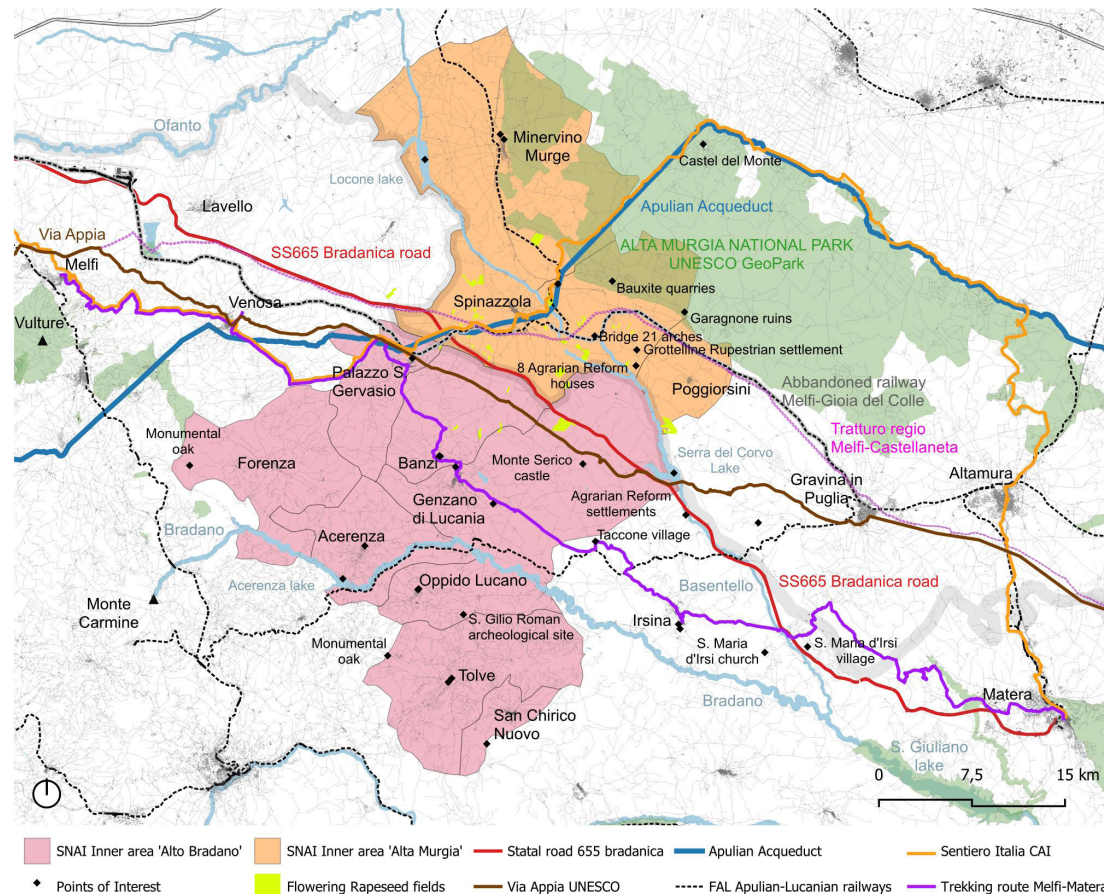 Ofanto
Minervino
Murge
Castel del Monte
Locone lake
Lavello
Apulian Acqueduct
Via Appia
Melfi
SS665 Bradanica road
ALTA MURGIA NATIONAL PARK
UNESCO GeoPark
Bauxite quarries
Venosa
Spinazzola
Vulture
Garagnone ruins
Bridge 21 arches
Grottelline Rupestrian settlement
Palazzo S.
Gervasio
8 Agrarian Reform
houses
Poggiorsini
Abbandoned railway
Melfi-Gioia del Colle
Tratturo regio
Melfi-Castellaneta
Monumental
oak
Forenza
Banzi
Monte Serico
castle
Serra del Corvo
Lake
Gravina in
Puglia
Altamura
Genzano
di Lucania
Agrarian Reform
settlements
Bradano
Acerenza
Taccone village
Acerenza lake
Oppido Lucano
Basentello
SS665 Bradanica road
Monte
Carmine
S. Gilio Roman
archeological site
Irsina
Monumental
oak
S. Maria
d'Irsi church
S. Maria d'Irsi
village
Tolve
Bradano
Matera
San Chirico
Nuovo
S. Giuliano
lake
0 7,5 15 km
SNAI Inner area 'Alto Bradano'
SNAI Inner area 'Alta Murgia'
Statal road 655 bradanica
Apulian Acqueduct
Sentiero Italia CAI
Points of Interest
Flowering Rapeseed fields
Via Appia UNESCO
FAL Apulian-Lucanian railways
Trekking route Melfi-Matera